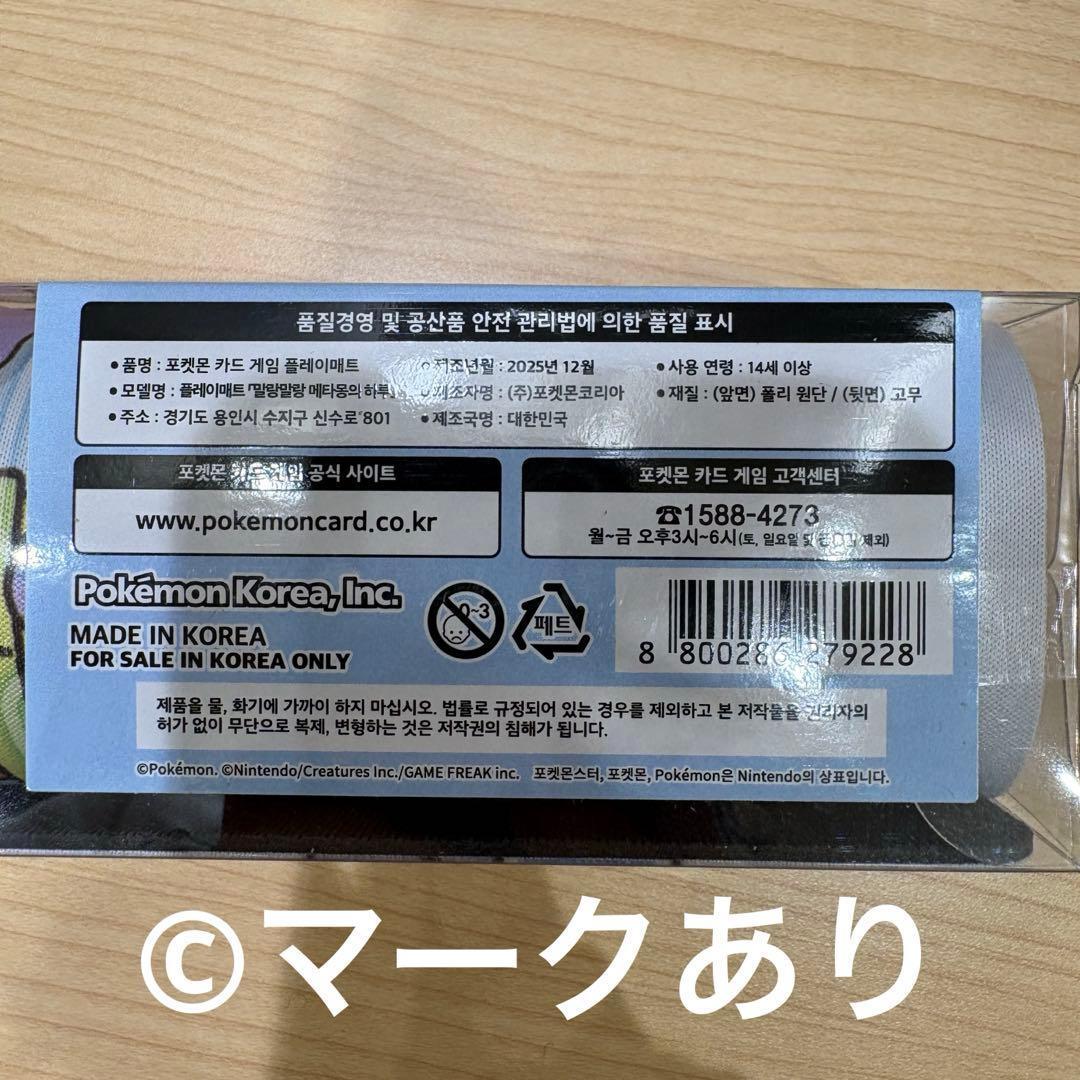 품질경영 및 공산품 안전 관리법에 의한 품질 표시
• 품명 : 포켓몬 카드 게임 플레이매트
• 제조년월 : 2025년 12월
• 사용 연령 : 14세 이상
• 모델명 : 플레이매트 '말랑말랑 메타몽의 하루'
• 제조자명 : (주)포켓몬코리아
• 재질 : (앞면) 폴리 원단 / (뒷면) 고무
• 주소 : 경기도 용인시 수지구 신수로 801
• 제조국명 : 대한민국
포켓몬 카드 게임 공식 사이트
www.pokemoncard.co.kr
포켓몬 카드 게임 고객센터
☎1588-4273
월~금 오후3시~6시(토, 일요일 및 공휴일 제외)
Pokémon Korea, Inc.
MADE IN KOREA
FOR SALE IN KOREA ONLY
0~3
페트
8 800286 279228
제품을 물, 화기에 가까이 하지 마십시오. 법률로 규정되어 있는 경우를 제외하고 본 저작물을 권리자의
허가 없이 무단으로 복제, 변형하는 것은 저작권의 침해가 됩니다.
©Pokémon. ©Nintendo/Creatures Inc./GAME FREAK inc. 포켓몬스터, 포켓몬, Pokémon은 Nintendo의 상표입니다.
©マークあり